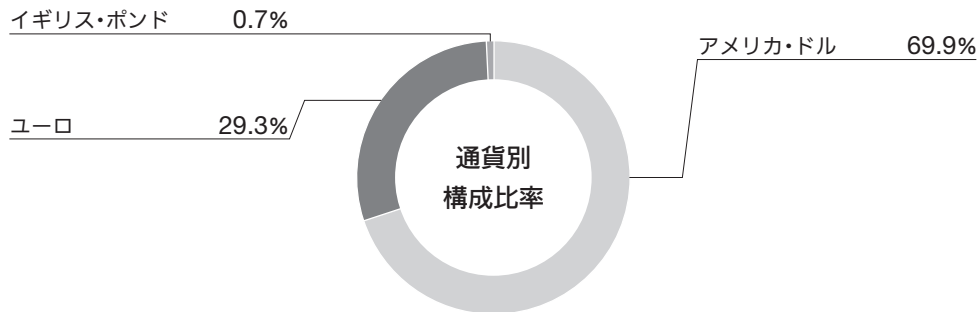 イギリス・ポンド 0.7%
アメリカ・ドル 69.9%
ユーロ 29.3%
通貨別
構成比率